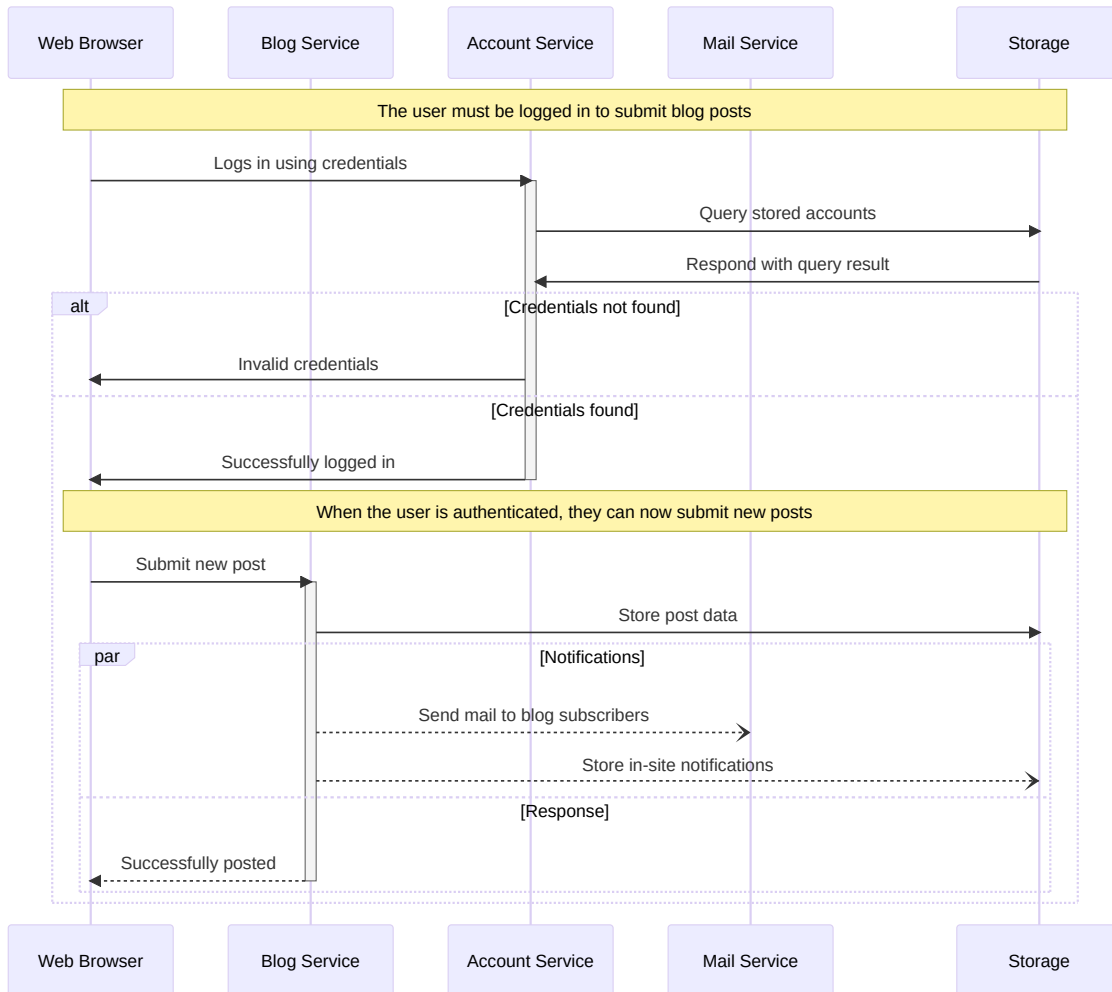 Web Browser
Blog Service
Account Service
Mail Service
Storage
The user must be logged in to submit blog posts
Logs in using credentials
Query stored accounts
Respond with query result
alt
[Credentials not found]
Invalid credentials
[Credentials found]
Successfully logged in
When the user is authenticated, they can now submit new posts
Submit new post
Store post data
par
[Notifications]
Send mail to blog subscribers
Store in-site notifications
[Response]
Successfully posted
Web Browser
Blog Service
Account Service
Mail Service
Storage